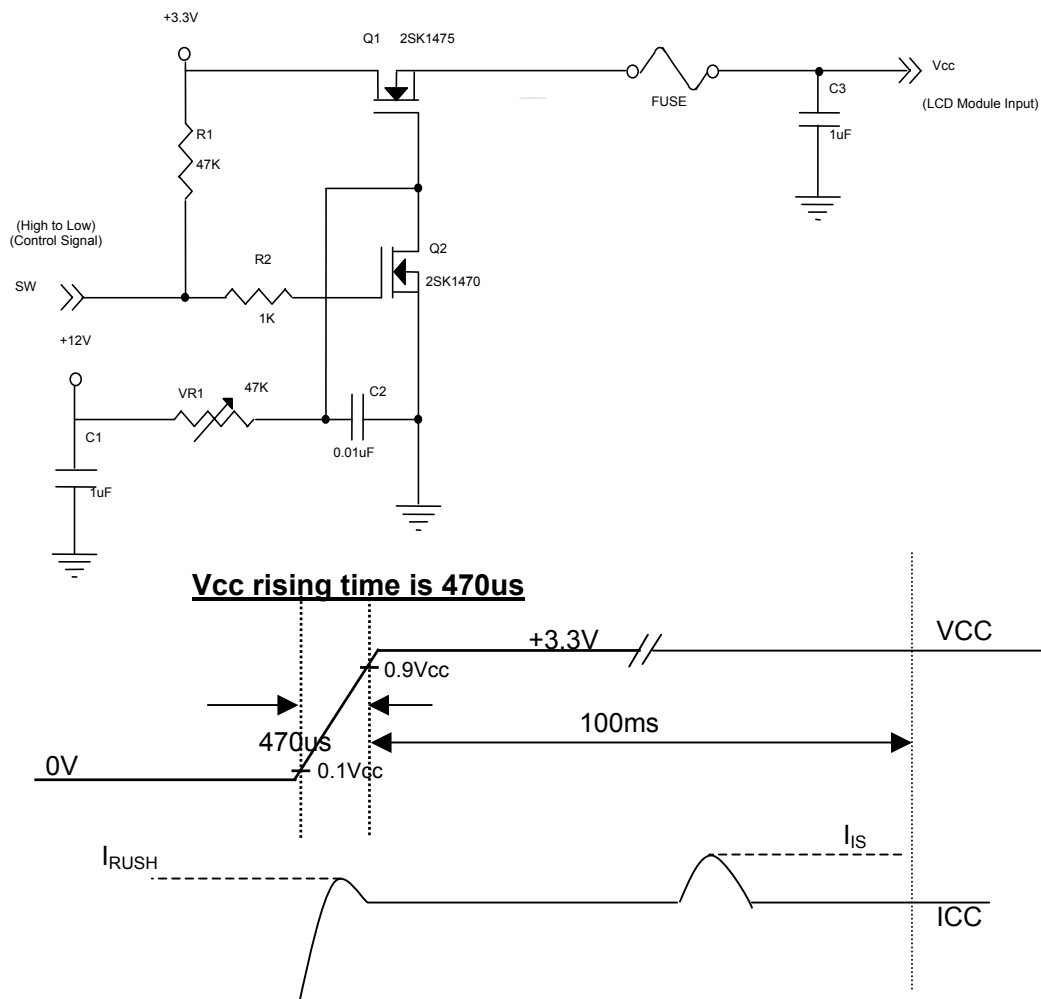 +3.3V
Q1 2SK1475
Vcc
FUSE
C3
(LCD Module Input)
1uF
R1
47K
(High to Low)
(Control Signal)
Q2
2SK1470
R2
SW
1K
+12V
VR1
47K
C2
C1
0.01uF
1uF
Vcc rising time is 470us
+3.3V
VCC
0.9Vcc
470us
100ms
0V
0.1Vcc
IRUSH
IIS
ICC